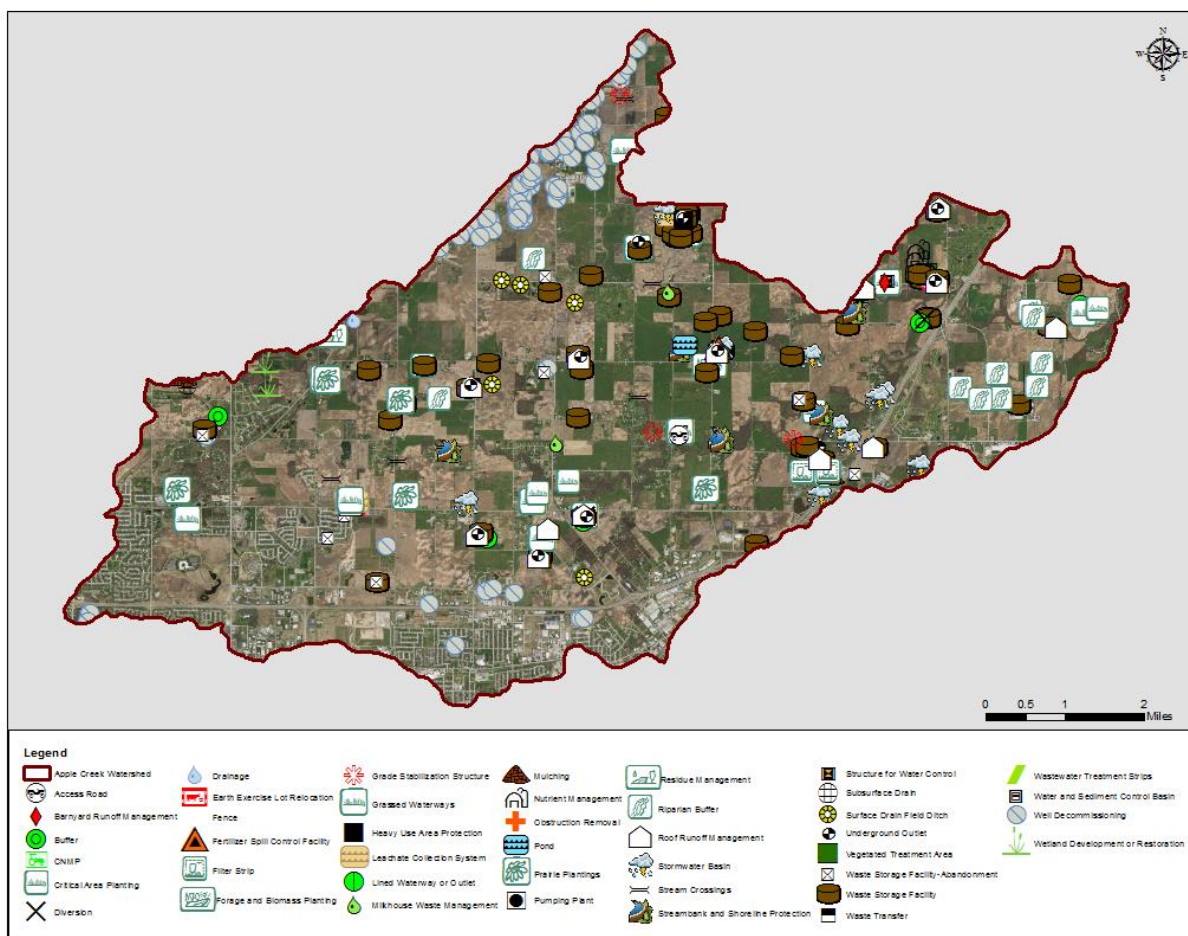 N
W E
S
0 0.5 1 2
Miles
Legend
Apple Creek Watershed
Access Road
Barnyard Runoff Management
Buffer
CNMP
Critical Area Planting
Diversion
Drainage
Earth Exercise Lot Relocation
Fence
Fertilizer Spill Control Facility
Filter Strip
Forage and Biomass Planting
Grade Stabilization Structure
Grassed Waterways
Heavy Use Area Protection
Leachate Collection System
Lined Waterway or Outlet
Milkhouse Waste Management
Mulching
Nutrient Management
Obstruction Removal
Pond
Prairie Plantings
Pumping Plant
Residue Management
Riparian Buffer
Roof Runoff Management
Stormwater Basin
Stream Crossings
Streambank and Shoreline Protection
Structure for Water Control
Subsurface Drain
Surface Drain Field Ditch
Underground Outlet
Vegetated Treatment Area
Waste Storage Facility-Abandonment
Waste Storage Facility
Waste Transfer
Wastewater Treatment Strips
Water and Sediment Control Basin
Well Decommissioning
Wetland Development or Restoration